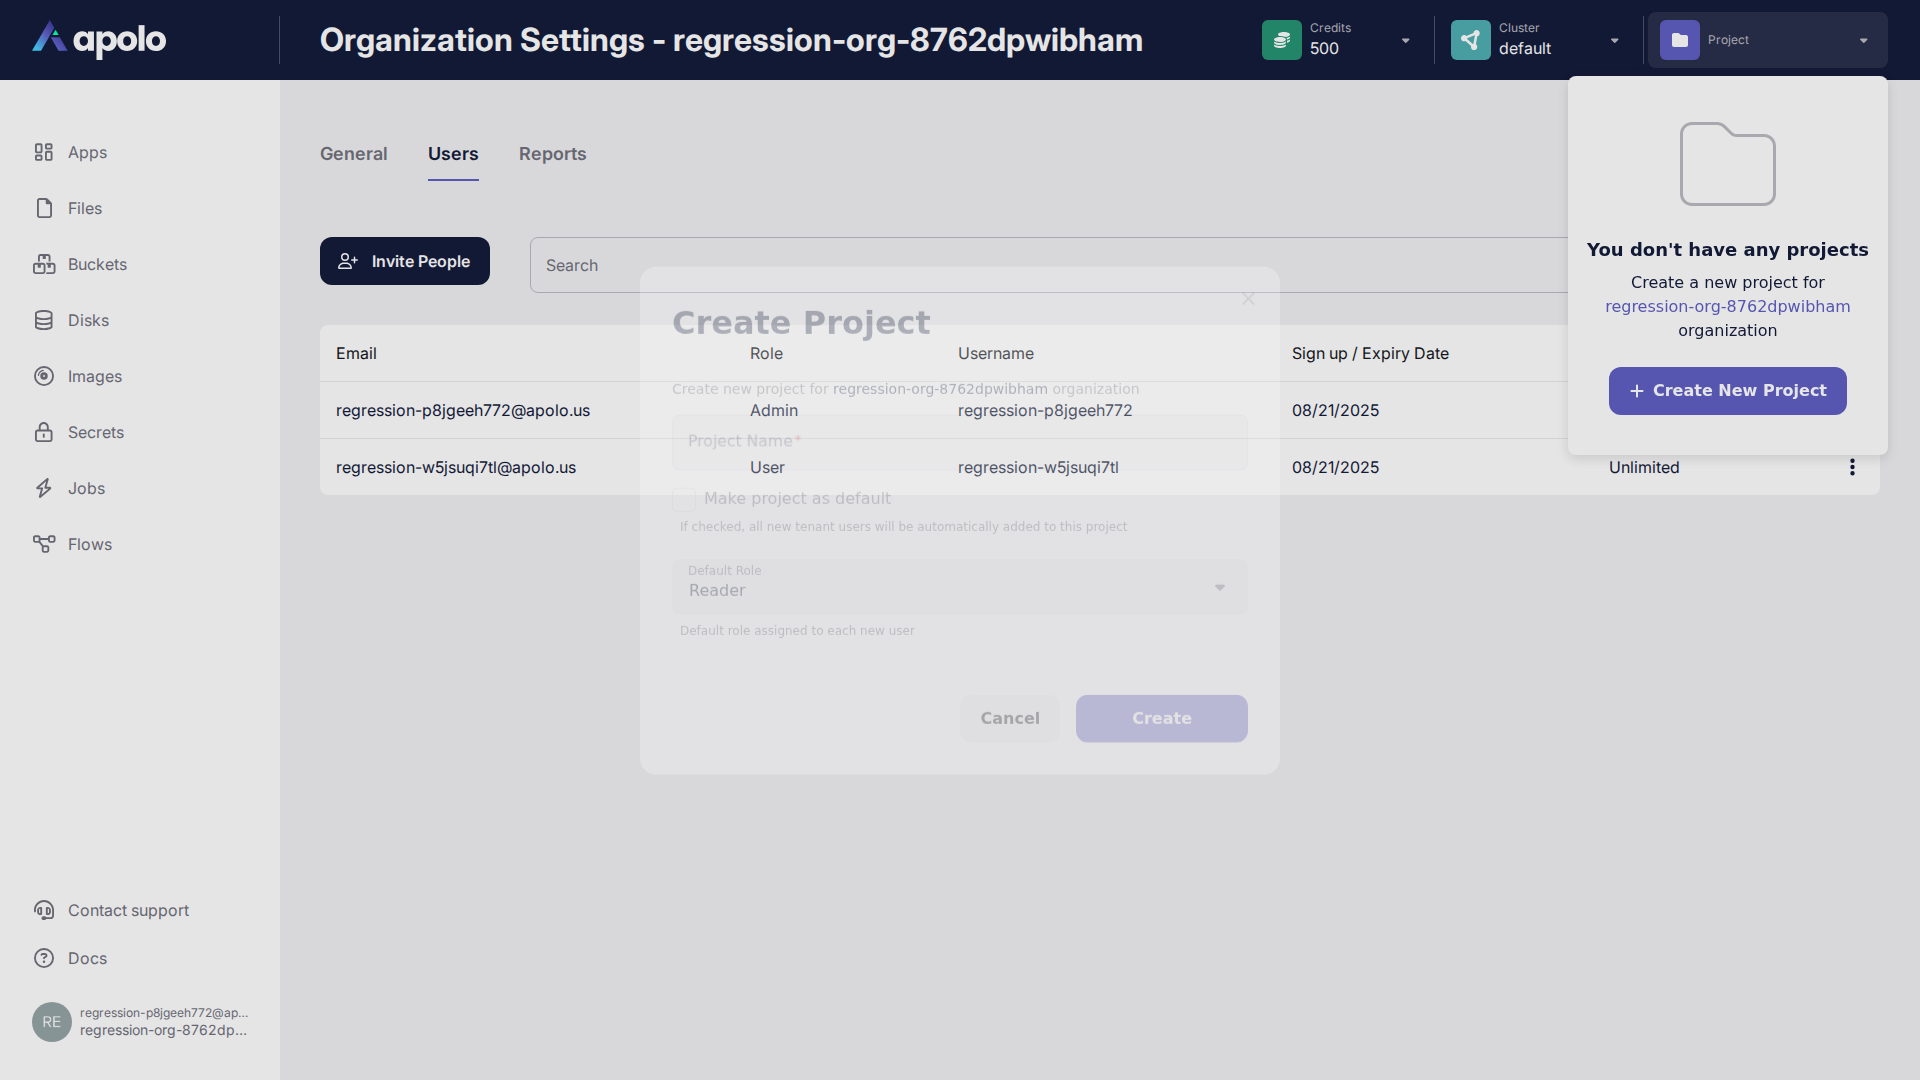 apolo
Organization Settings - regression-org-8762dpwibham
Credits
500
Cluster
default
Project
Apps
Files
Buckets
Disks
Images
Secrets
Jobs
Flows
Contact support
Docs
RE
regression-p8jgeeh772@ap...
regression-org-8762dp...
General
Users
Reports
Invite People
Search
Email
Role
Username
Sign up / Expiry Date
regression-p8jgeeh772@apolo.us
Admin
regression-p8jgeeh772
08/21/2025
regression-w5jsuqi7tl@apolo.us
User
regression-w5jsuqi7tl
08/21/2025
Unlimited
Create Project
Create new project for regression-org-8762dpwibham organization
Project Name*
Make project as default
If checked, all new tenant users will be automatically added to this project
Default Role
Reader
Default role assigned to each new user
Cancel
Create
You don't have any projects
Create a new project for
regression-org-8762dpwibham
organization
Create New Project